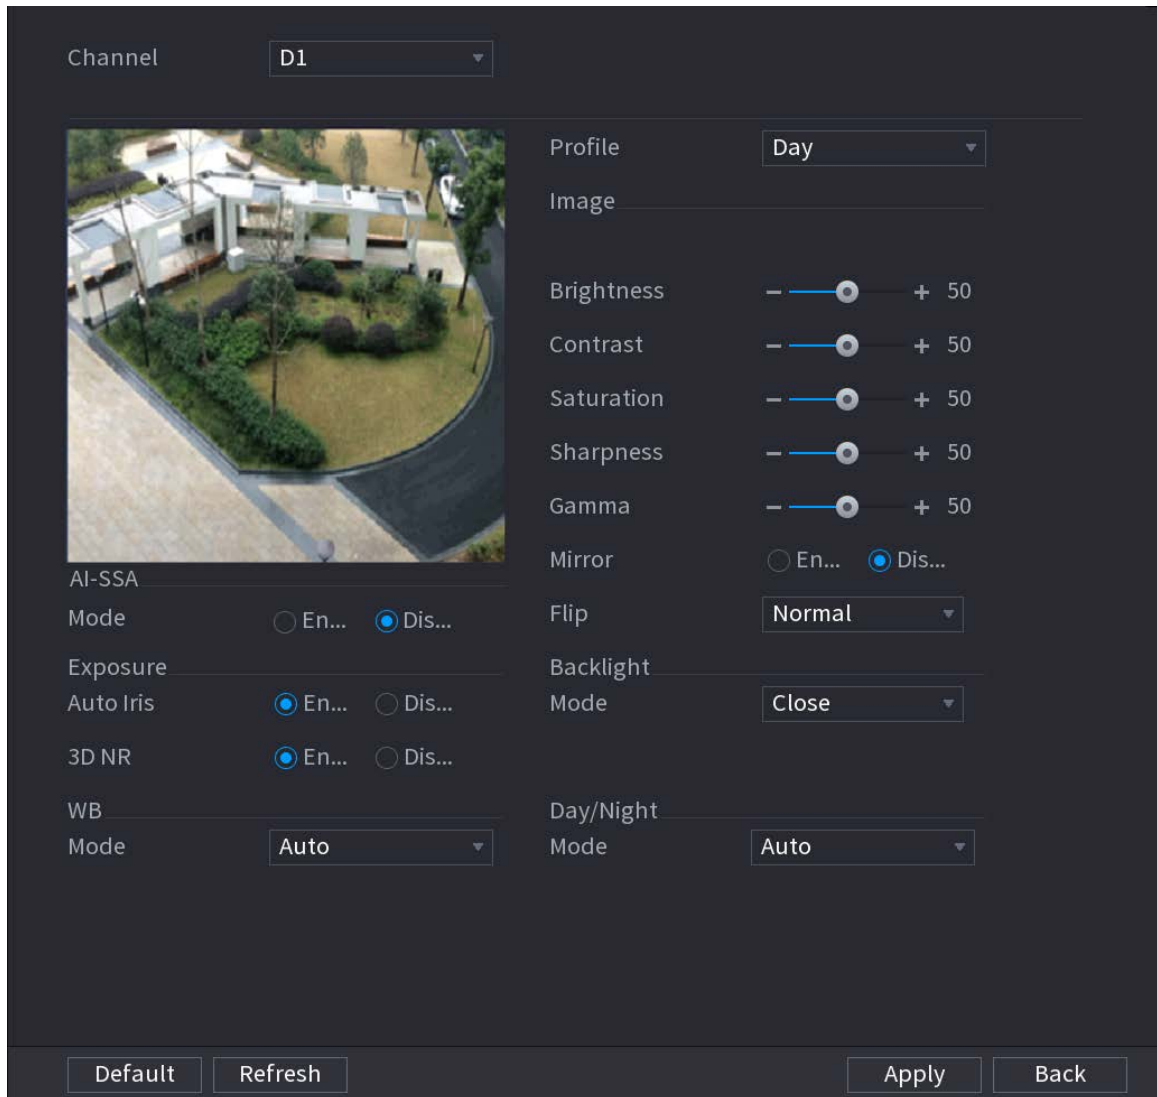 Channel D1
Profile Day
Image
Brightness - + 50
Contrast - + 50
Saturation - + 50
Sharpness - + 50
Gamma - + 50
Mirror En... Dis...
Flip Normal
AI-SSA
Mode En... Dis...
Exposure
Auto Iris En... Dis...
3D NR En... Dis...
Backlight
Mode Close
WB
Mode Auto
Day/Night
Mode Auto
Default Refresh Apply Back